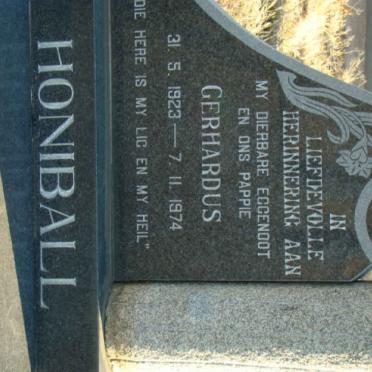 IN
LIEFDEVOLLE
HERINNERING AAN
MY DIERBARE EGGENOOT
EN ONS PAPPIE
GERHARDUS
31. 5. 1923 — 7. 11. 1974
DIE HERE IS MY LIG EN MY HEIL"
HONIBALL